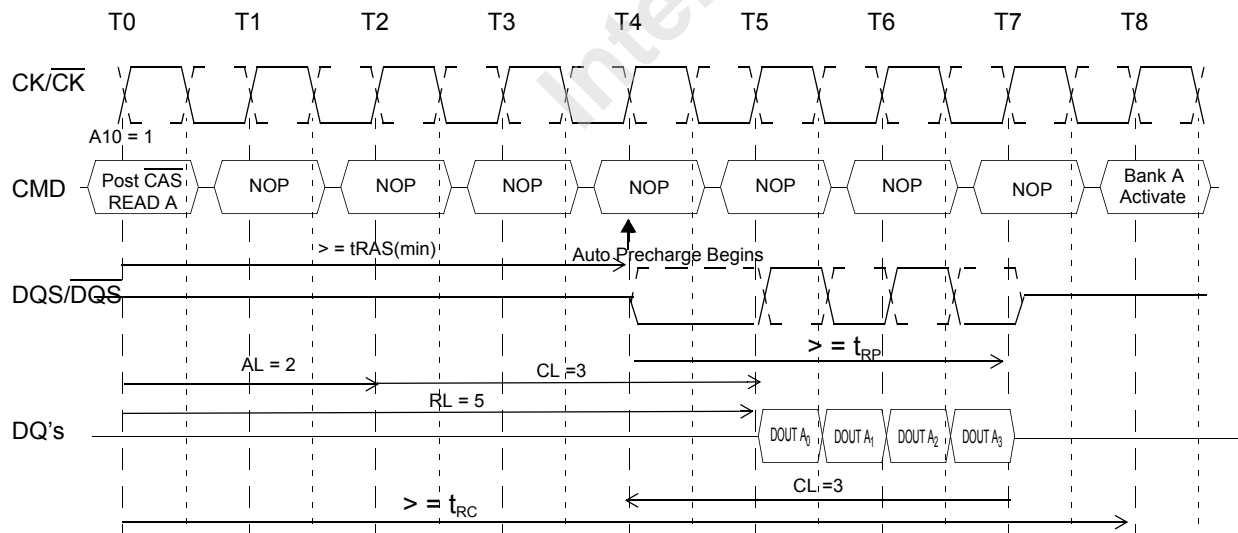 T0 T1 T2 T3 T4 T5 T6 T7 T8
CK/CK
A10 = 1
CMD
Post CAS
READ A
NOP NOP NOP NOP NOP NOP NOP
Bank A
Activate
> = tRAS(min)
Auto Precharge Begins
DQS/DQS
> = tRP
AL = 2
CL =3
RL = 5
DQ's
DOUT A0 DOUT A1 DOUT A2 DOUT A3
CL =3
> = tRC